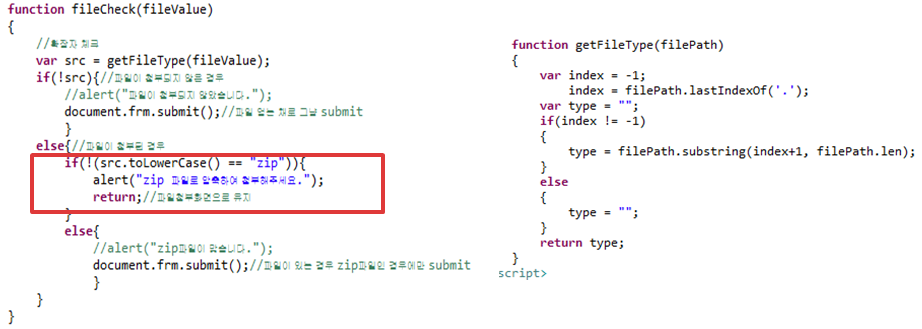 function fileCheck(fileValue)
{
//확장자 체크
var src = getFileType(fileValue);
if(!src){//파일이 첨부되지 않은 경우
//alert("파일이 첨부되지 않았습니다.");
document.frm.submit();//파일 없는 채로 그냥 submit
}
else{//파일이 첨부된 경우
if(!(src.toLowerCase() == "zip")){
alert("zip 파일로 압축하여 첨부해주세요.");
return;//파일첨부화면으로 유지
}
else{
//alert("zip파일이 맞습니다.");
document.frm.submit();//파일이 있는 경우 zip파일인 경우에만 submit
}
}
}
function getFileType(filePath)
{
var index = -1;
index = filePath.lastIndexOf('.');
var type = "";
if(index != -1)
{
type = filePath.substring(index+1, filePath.len);
}
else
{
type = "";
}
return type;
}
script>